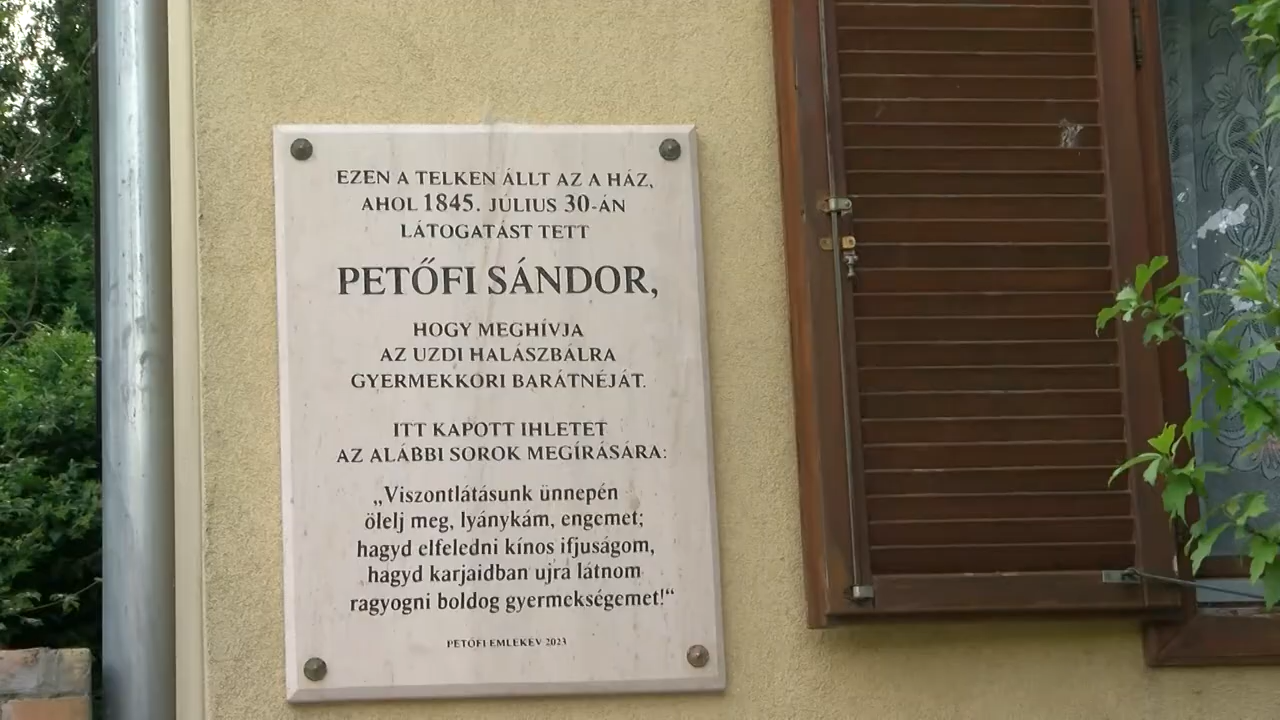 EZEN A TELKEN ÁLLT AZ A HÁZ,
AHOL 1845. JÚLIUS 30-ÁN
LÁTOGATÁST TETT
PETŐFI SÁNDOR,
HOGY MEGHÍVJA
AZ UZDI HALÁSZBÁLRA
GYERMEKKORI BARÁTNÉJÁT.
ITT KAPOTT IHLETET
AZ ALÁBBI SOROK MEGÍRÁSÁRA:
„Viszontlátásunk ünnepén
ölelj meg, lyánykám, engemet;
hagyd elfeledni kínos ifjuságom,
hagyd karjaidban ujra látnom
ragyogni boldog gyermekségemet!“
PETŐFI EMLÉKÉV 2023